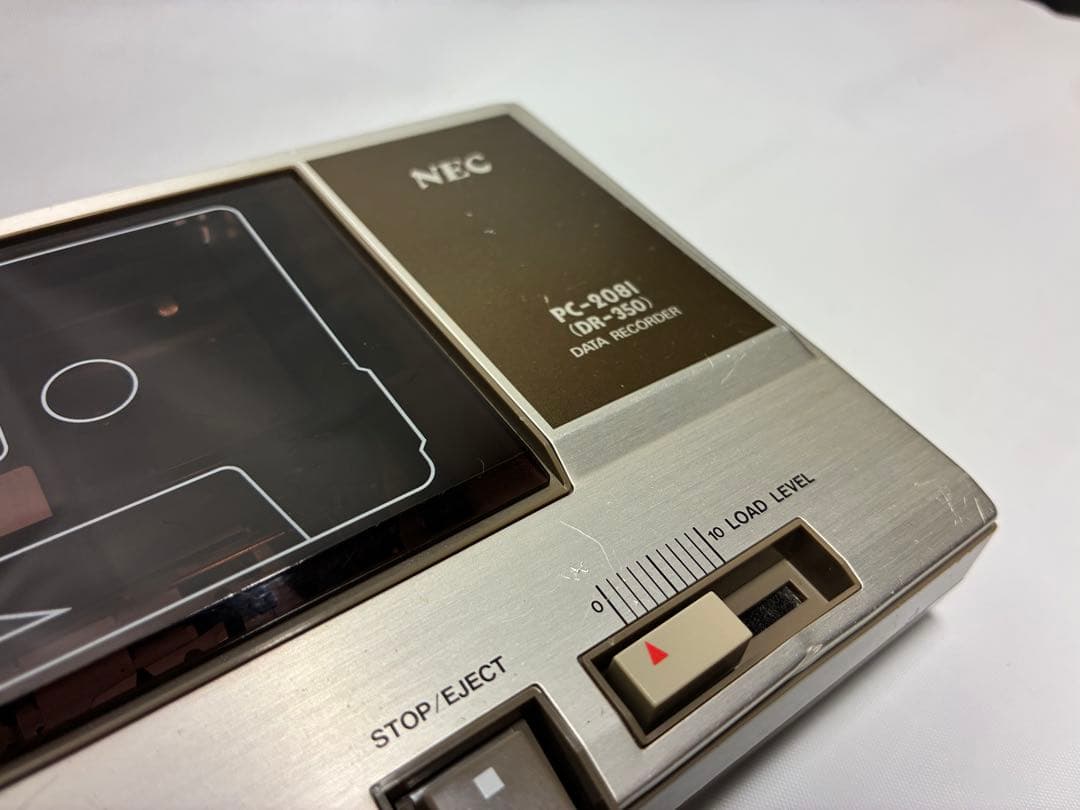 NEC
PC-2081
(DR-350)
DATA RECORDER
0 10 LOAD LEVEL
STOP/EJECT